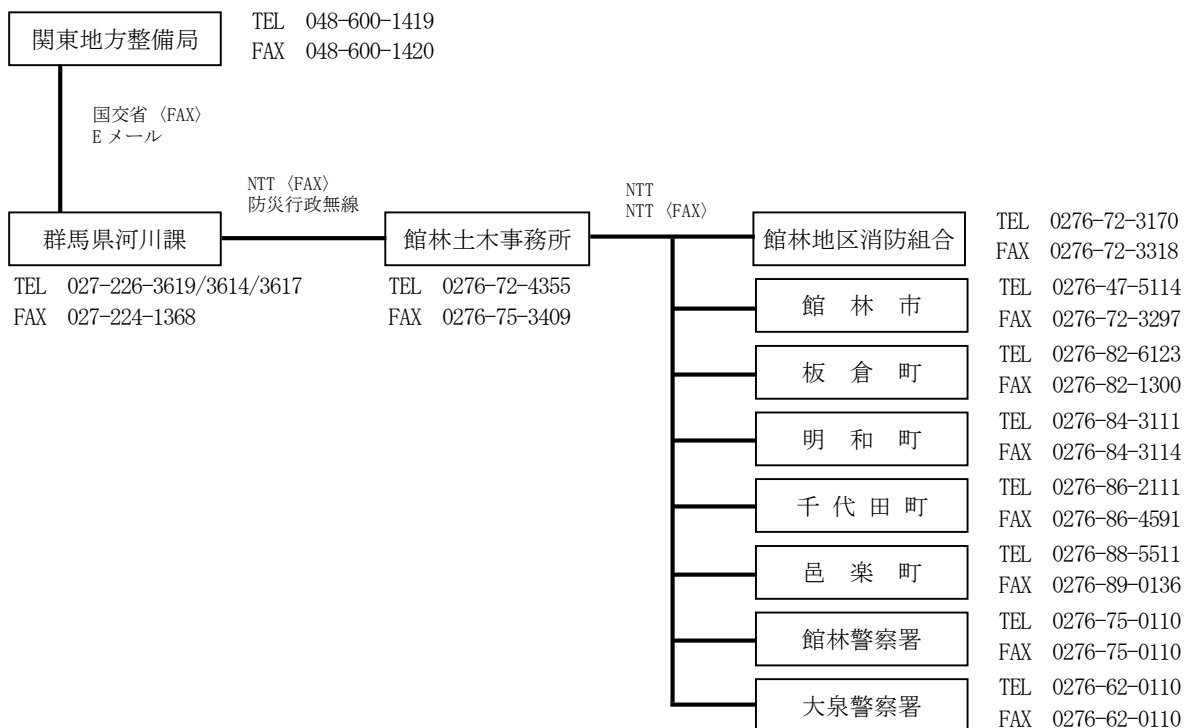 関東地方整備局
TEL 048-600-1419
FAX 048-600-1420
国交省〈FAX〉
Eメール
群馬県河川課
TEL 027-226-3619/3614/3617
FAX 027-224-1368
NTT〈FAX〉
防災行政無線
館林土木事務所
TEL 0276-72-4355
FAX 0276-75-3409
NTT
NTT〈FAX〉
館林地区消防組合
TEL 0276-72-3170
FAX 0276-72-3318
館林市
TEL 0276-47-5114
FAX 0276-72-3297
板倉町
TEL 0276-82-6123
FAX 0276-82-1300
明和町
TEL 0276-84-3111
FAX 0276-84-3114
千代田町
TEL 0276-86-2111
FAX 0276-86-4591
邑楽町
TEL 0276-88-5511
FAX 0276-89-0136
館林警察署
TEL 0276-75-0110
FAX 0276-75-0110
大泉警察署
TEL 0276-62-0110
FAX 0276-62-0110